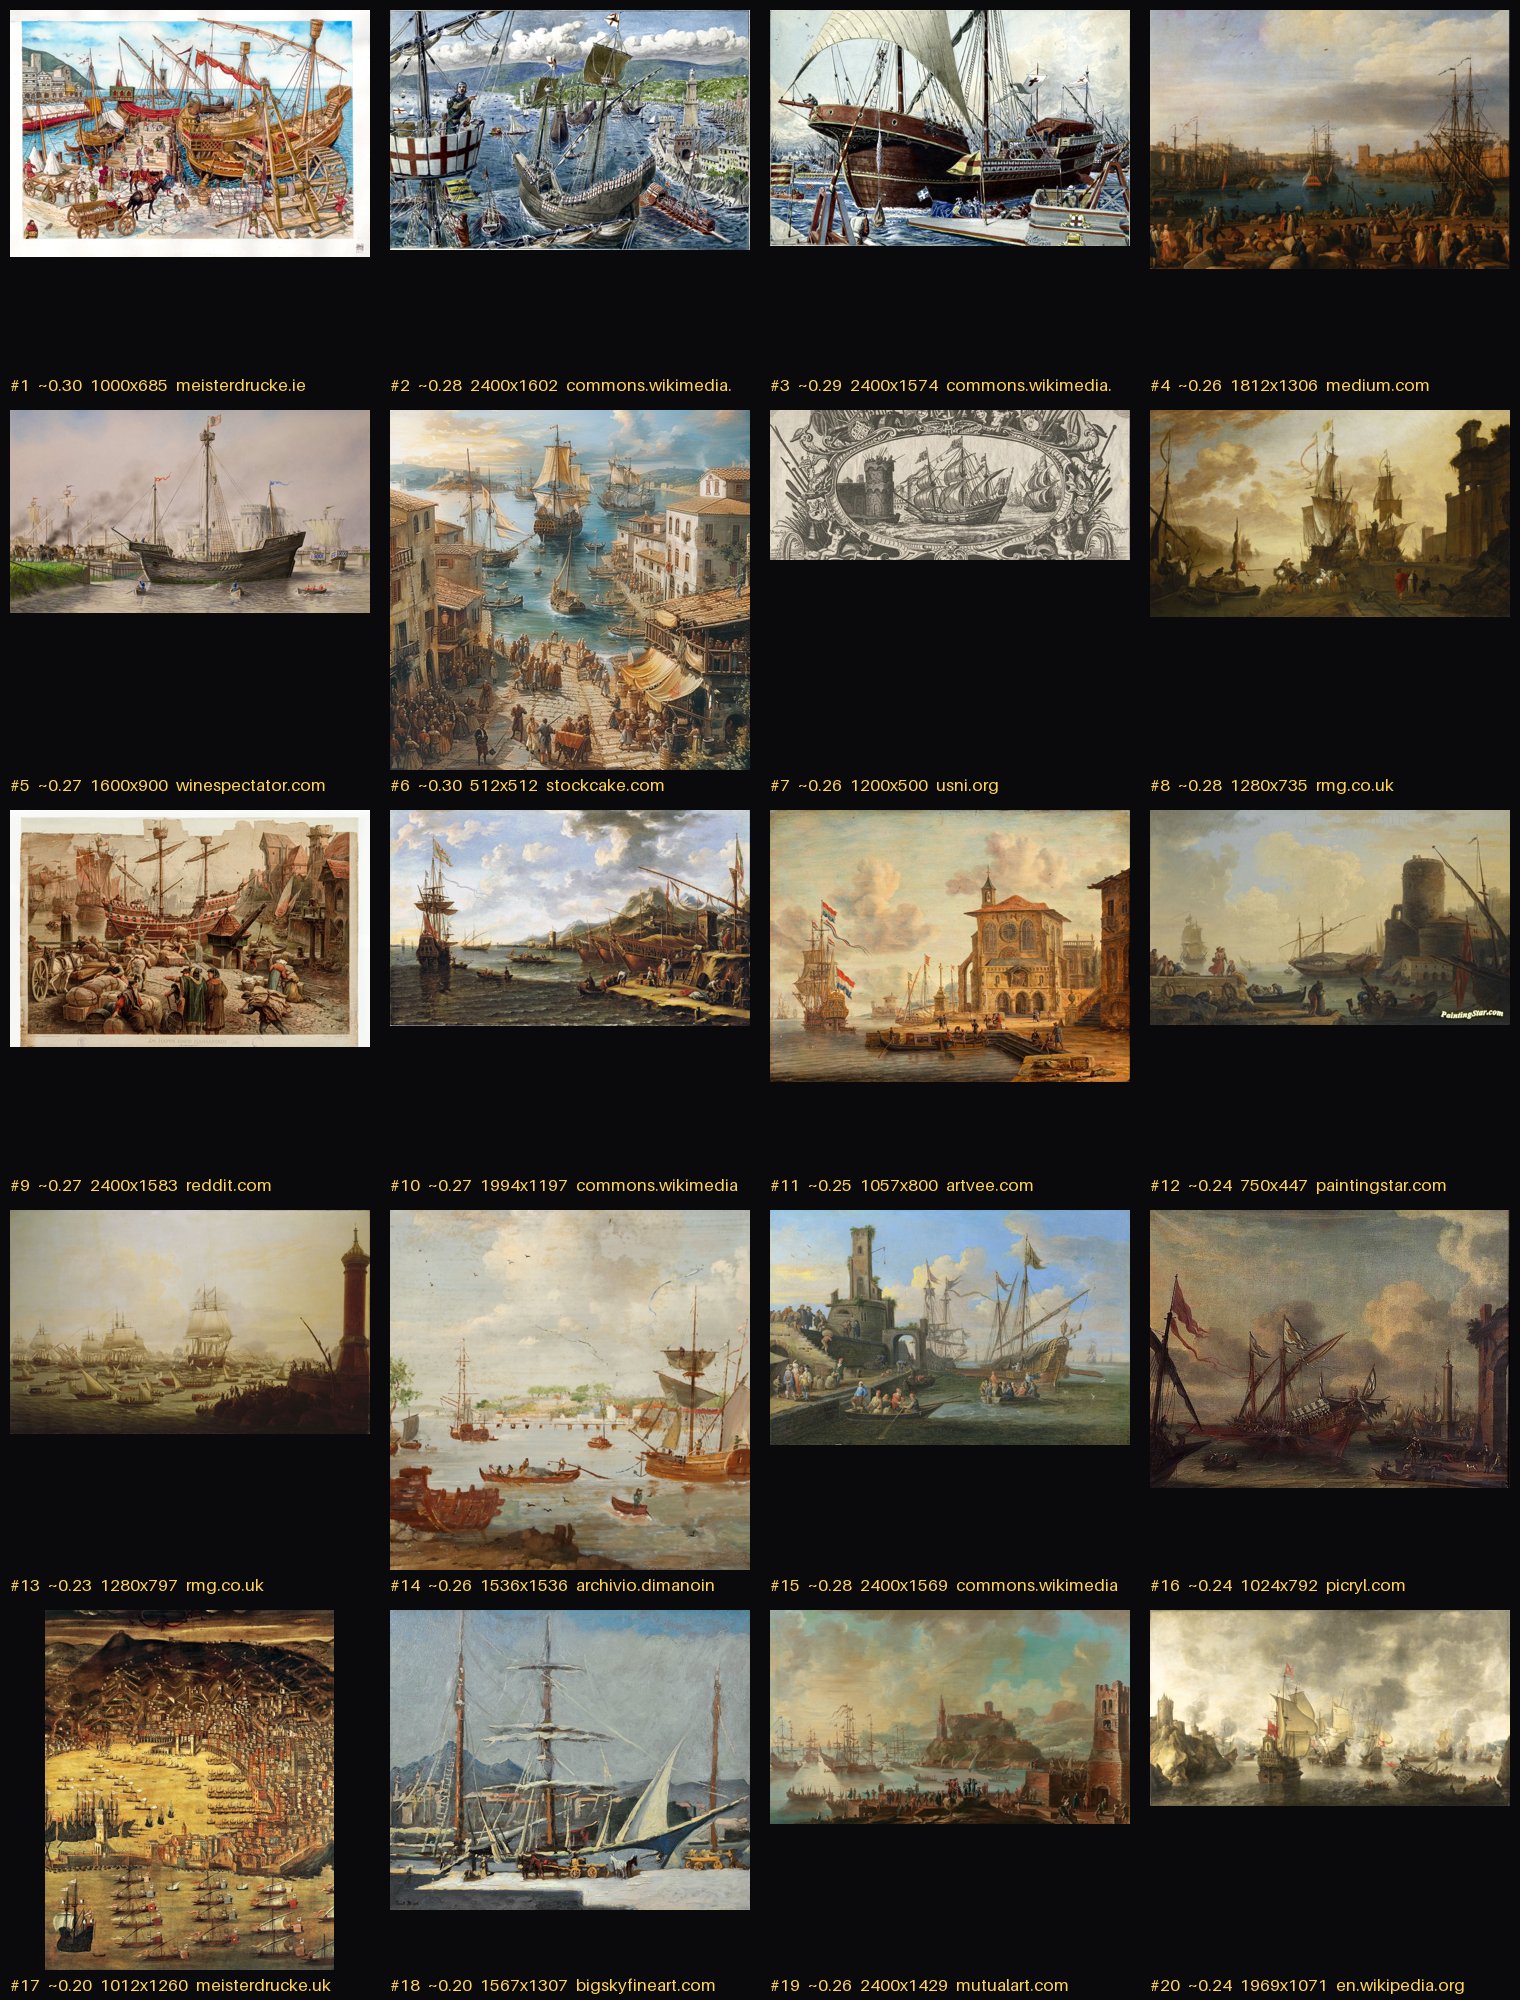 #1 ~0.30 1000x685 meisterdrucke.ie
#2 ~0.28 2400x1602 commons.wikimedia.
#3 ~0.29 2400x1574 commons.wikimedia.
#4 ~0.26 1812x1306 medium.com
#5 ~0.27 1600x900 winespectator.com
#6 ~0.30 512x512 stockcake.com
#7 ~0.26 1200x500 usni.org
#8 ~0.28 1280x735 rmg.co.uk
PaintingStar.com
#9 ~0.27 2400x1583 reddit.com
#10 ~0.27 1994x1197 commons.wikimedia
#11 ~0.25 1057x800 artvee.com
#12 ~0.24 750x447 paintingstar.com
#13 ~0.23 1280x797 rmg.co.uk
#14 ~0.26 1536x1536 archivio.dimanoin
#15 ~0.28 2400x1569 commons.wikimedia
#16 ~0.24 1024x792 picryl.com
#17 ~0.20 1012x1260 meisterdrucke.uk
#18 ~0.20 1567x1307 bigskyfineart.com
#19 ~0.26 2400x1429 mutualart.com
#20 ~0.24 1969x1071 en.wikipedia.org